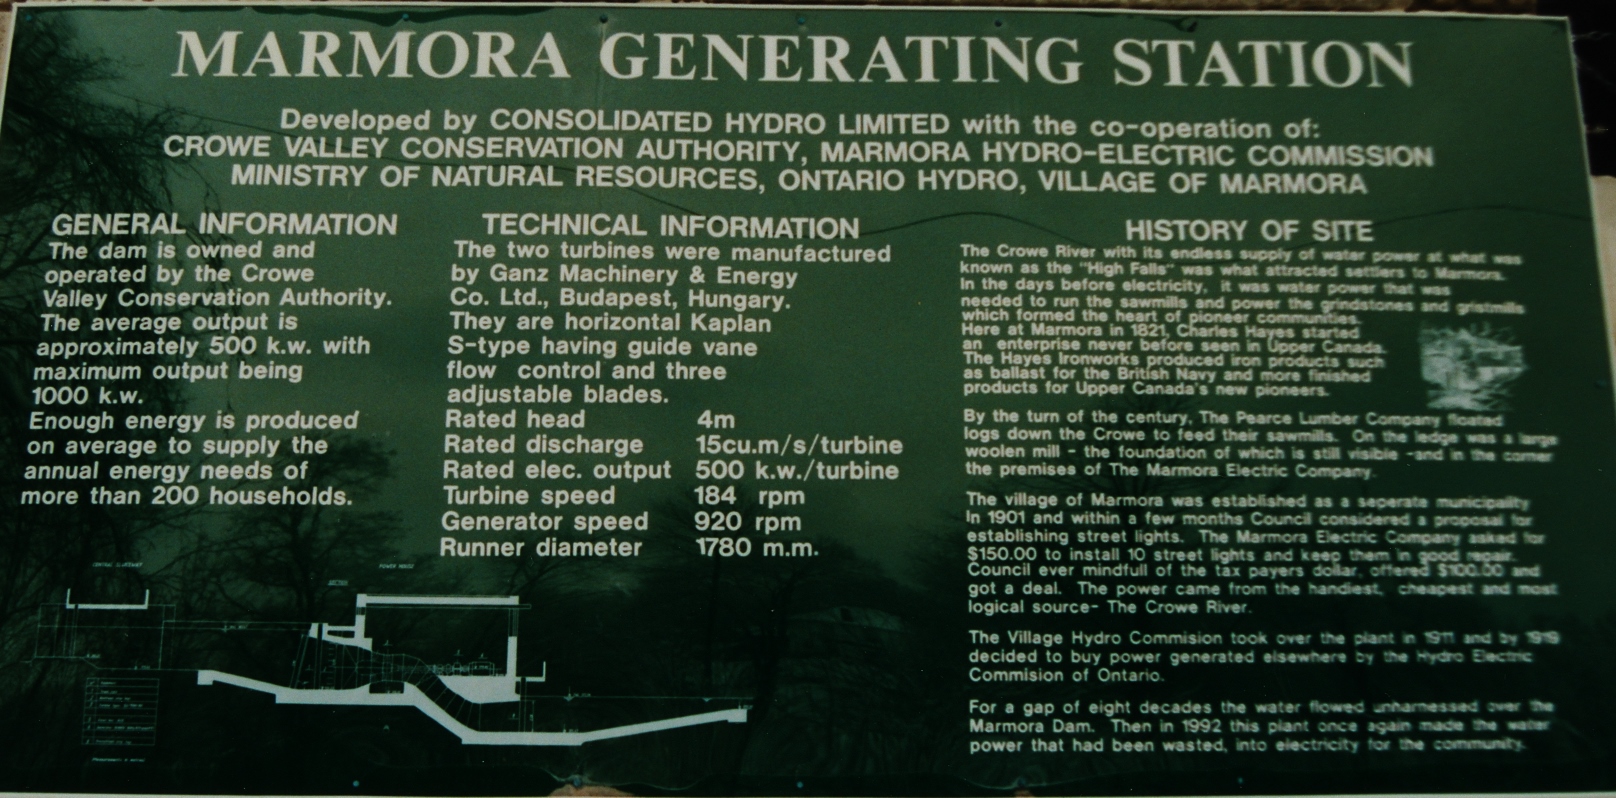 MARMORA GENERATING STATION
Developed by CONSOLIDATED HYDRO LIMITED with the co-operation of:
CROWE VALLEY CONSERVATION AUTHORITY, MARMORA HYDRO-ELECTRIC COMMISSION
MINISTRY OF NATURAL RESOURCES, ONTARIO HYDRO, VILLAGE OF MARMORA
GENERAL INFORMATION
The dam is owned and
operated by the Crowe
Valley Conservation Authority.
The average output is
approximately 500 k.w. with
maximum output being
1000 k.w.
Enough energy is produced
on average to supply the
annual energy needs of
more than 200 households.
TECHNICAL INFORMATION
The two turbines were manufactured
by Ganz Machinery & Energy
Co. Ltd., Budapest, Hungary.
They are horizontal Kaplan
S-type having guide vane
flow control and three
adjustable blades.
Rated head 4m
Rated discharge 15cu.m/s/turbine
Rated elec. output 500 k.w./turbine
Turbine speed 184 rpm
Generator speed 920 rpm
Runner diameter 1780 m.m.
HISTORY OF SITE
The Crowe River with its endless supply of water power at what was
known as the "High Falls" was what attracted settlers to Marmora.
In the days before electricity, it was water power that was
needed to run the sawmills and power the grindstones and gristmills
which formed the heart of pioneer communities.
Here at Marmora in 1821, Charles Hayes started
an enterprise never before seen in Upper Canada.
The Hayes Ironworks produced iron products such
as ballast for the British Navy and more finished
products for Upper Canada's new pioneers.
By the turn of the century, The Pearce Lumber Company floated
logs down the Crowe to feed their sawmills. On the ledge was a large
woolen mill - the foundation of which is still visible -and in the corner
the premises of The Marmora Electric Company.
The village of Marmora was established as a seperate municipality
In 1901 and within a few months Council considered a proposal for
establishing street lights. The Marmora Electric Company asked for
$150.00 to install 10 street lights and keep them in good repair.
Council ever mindfull of the tax payers dollar, offered $100.00 and
got a deal. The power came from the handiest, cheapest and most
logical source- The Crowe River.
The Village Hydro Commision took over the plant in 1911 and by 1919
decided to buy power generated elsewhere by the Hydro Electric
Commision of Ontario.
For a gap of eight decades the water flowed unharnessed over the
Marmora Dam. Then in 1992 this plant once again made the water
power that had been wasted, into electricity for the community.
POWER HOUSE
SECTION